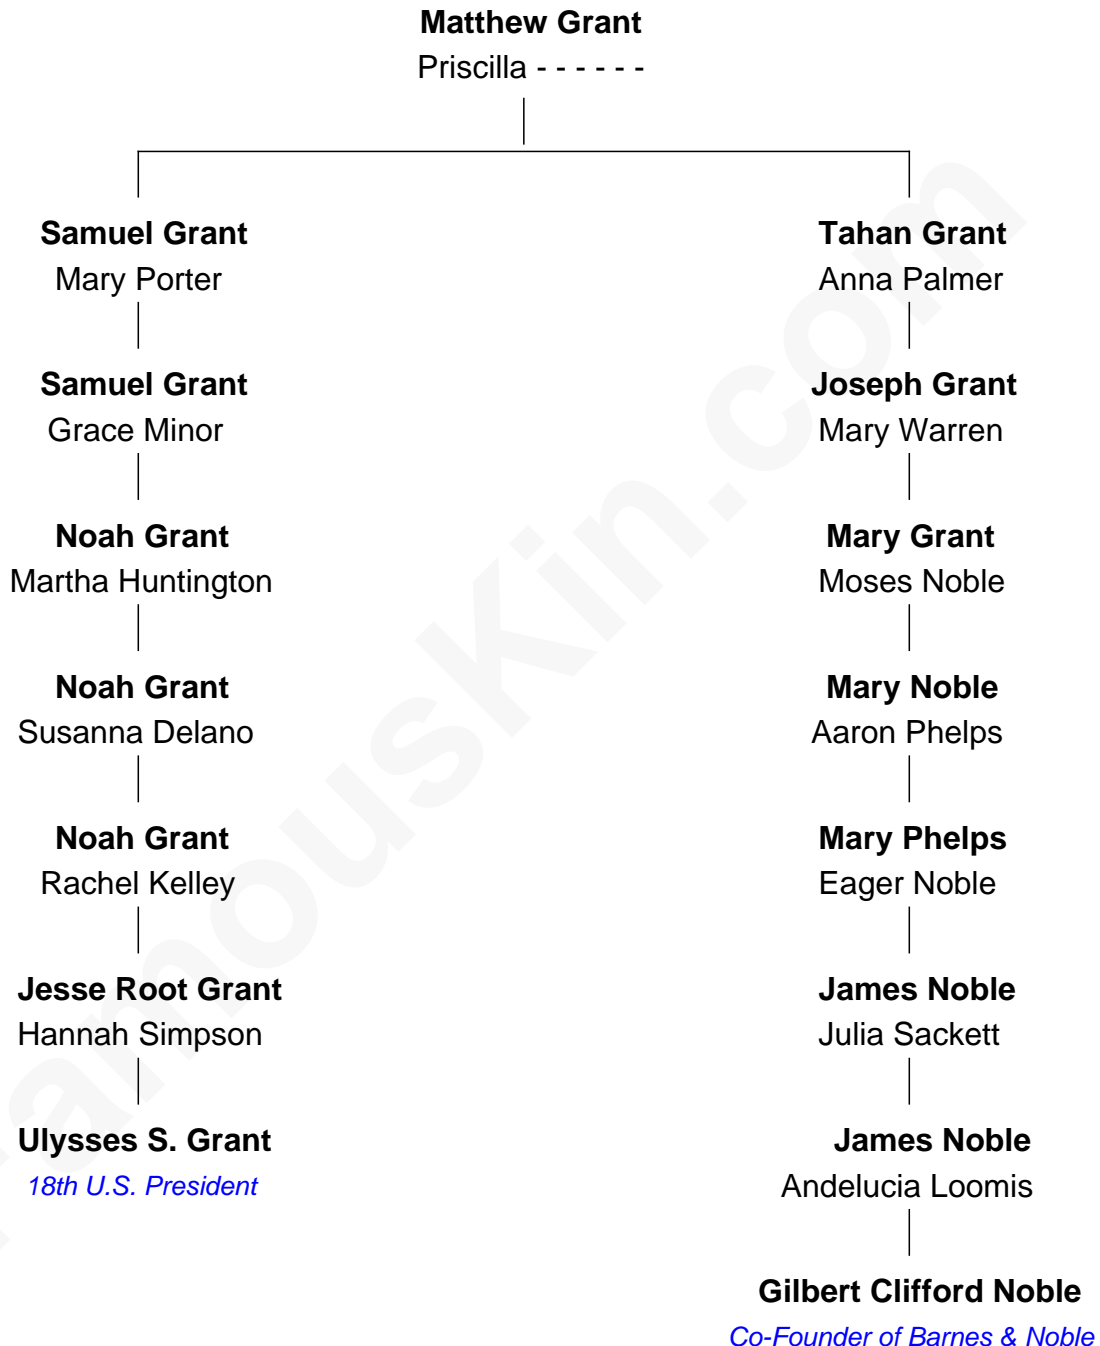 Matthew Grant
Priscilla - - - - - -
Samuel Grant
Mary Porter
Tahan Grant
Anna Palmer
Samuel Grant
Grace Minor
Joseph Grant
Mary Warren
Noah Grant
Martha Huntington
Mary Grant
Moses Noble
Noah Grant
Susanna Delano
Mary Noble
Aaron Phelps
Noah Grant
Rachel Kelley
Mary Phelps
Eager Noble
Jesse Root Grant
Hannah Simpson
James Noble
Julia Sackett
Ulysses S. Grant
18th U.S. President
James Noble
Andelucia Loomis
Gilbert Clifford Noble
Co-Founder of Barnes & Noble
FamousKin.com